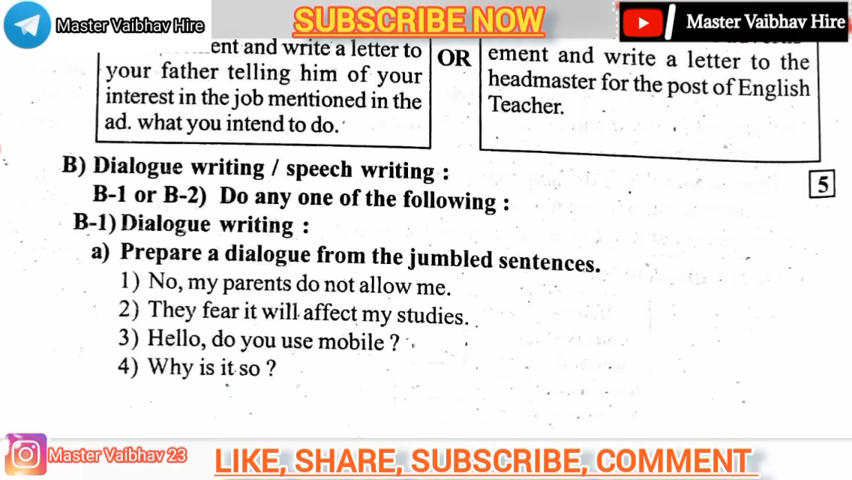 Master Vaibhav Hire
SUBSCRIBE NOW
Master Vaibhav Hire
ent and write a letter to
your father telling him of your
interest in the job mentioned in the
ad. what you intend to do.
OR
ement and write a letter to the
headmaster for the post of English
Teacher.
B) Dialogue writing / speech writing :
B-1 or B-2) Do any one of the following :
5
B-1) Dialogue writing :
a) Prepare a dialogue from the jumbled sentences.
1) No, my parents do not allow me.
2) They fear it will affect my studies.
3) Hello, do you use mobile ?
4) Why is it so ?
Master Vaibhav 23
LIKE, SHARE, SUBSCRIBE, COMMENT